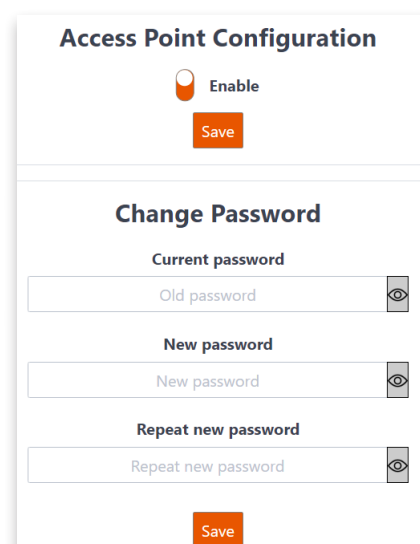 Access Point Configuration
Enable
Save
Change Password
Current password
Old password
New password
New password
Repeat new password
Repeat new password
Save